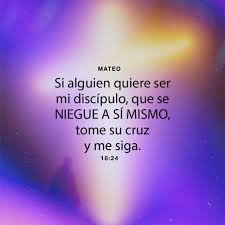 MATEO
Si alguien quiere ser
mi discípulo, que se
NIEGUE A SÍ MISMO,
tome su cruz
y me siga.
16:24